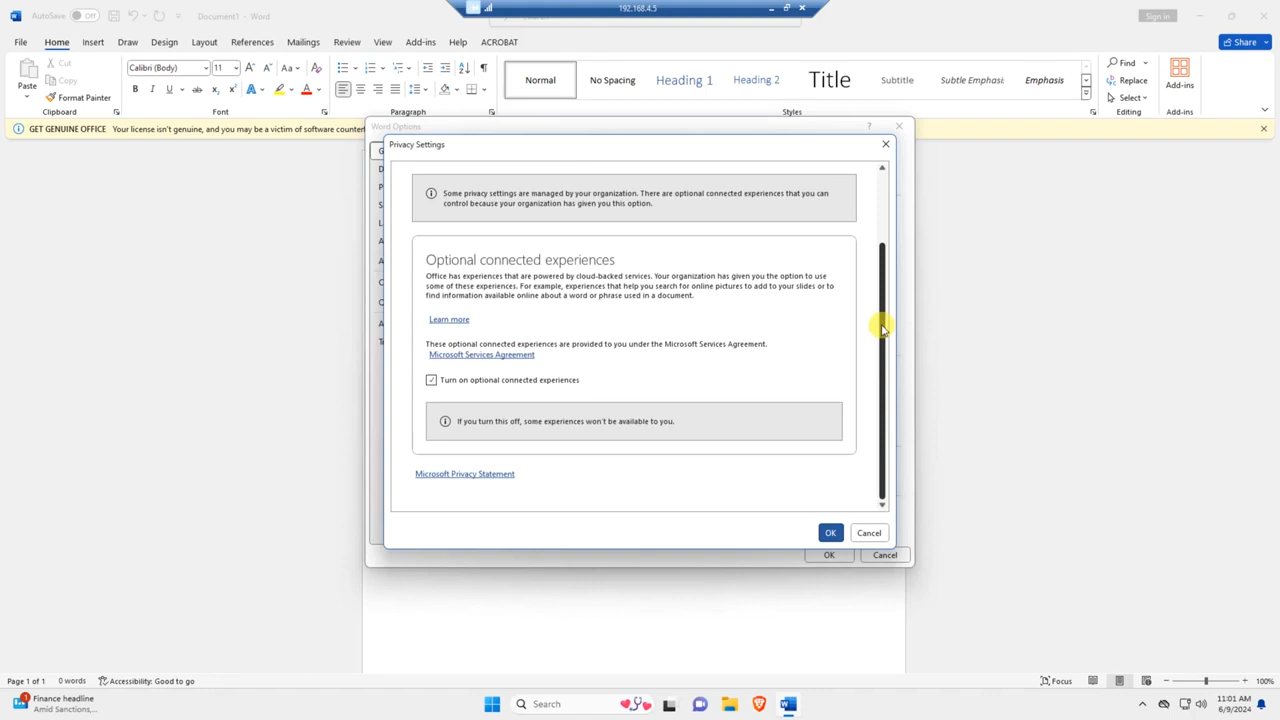 192.168.4.5
AutoSave Off
Document1 - Word
Sign in
File Home Insert Draw Design Layout References Mailings Review View Add-ins Help ACROBAT
Share
Paste
Cut
Copy
Format Painter
Clipboard
Calibri (Body) 11
Aa
B I U ab x₂ x² A A
Font
Paragraph
Normal
No Spacing
Heading 1
Heading 2
Title
Subtitle
Subtle Emphasi:
Emphasis
Styles
Find
Replace
Select
Editing
Add-ins
Add-ins
GET GENUINE OFFICE Your license isn't genuine, and you may be a victim of software counterf
Word Options
?
Privacy Settings
Some privacy settings are managed by your organization. There are optional connected experiences that you can
control because your organization has given you this option.
Optional connected experiences
Office has experiences that are powered by cloud-backed services. Your organization has given you the option to use
some of these experiences. For example, experiences that help you search for online pictures to add to your slides or to
find information available online about a word or phrase used in a document.
Learn more
These optional connected experiences are provided to you under the Microsoft Services Agreement.
Microsoft Services Agreement
Turn on optional connected experiences
If you turn this off, some experiences won't be available to you.
Microsoft Privacy Statement
OK Cancel
OK Cancel
Page 1 of 1 0 words Accessibility: Good to go
Focus
100%
1
Finance headline
Amid Sanctions,...
Search
11:01 AM
6/9/2024